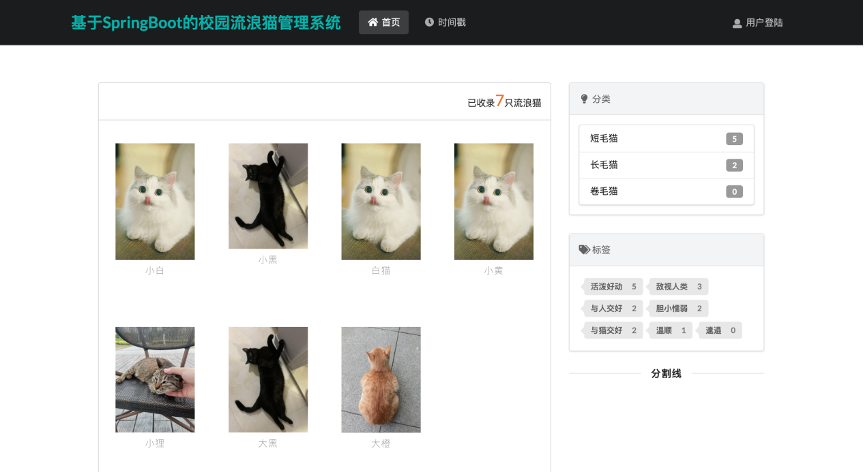 基于SpringBoot的校园流浪猫管理系统 首页 时间戳 用户登陆
已收录7只流浪猫
小白 小黑 白猫 小黄
小狸 大黑 大橙
分类
短毛猫 5
长毛猫 2
卷毛猫 0
标签
活泼好动 5 敌视人类 3
与人交好 2 胆小懦弱 2
与猫交好 2 温顺 1 邋遢 0
分割线